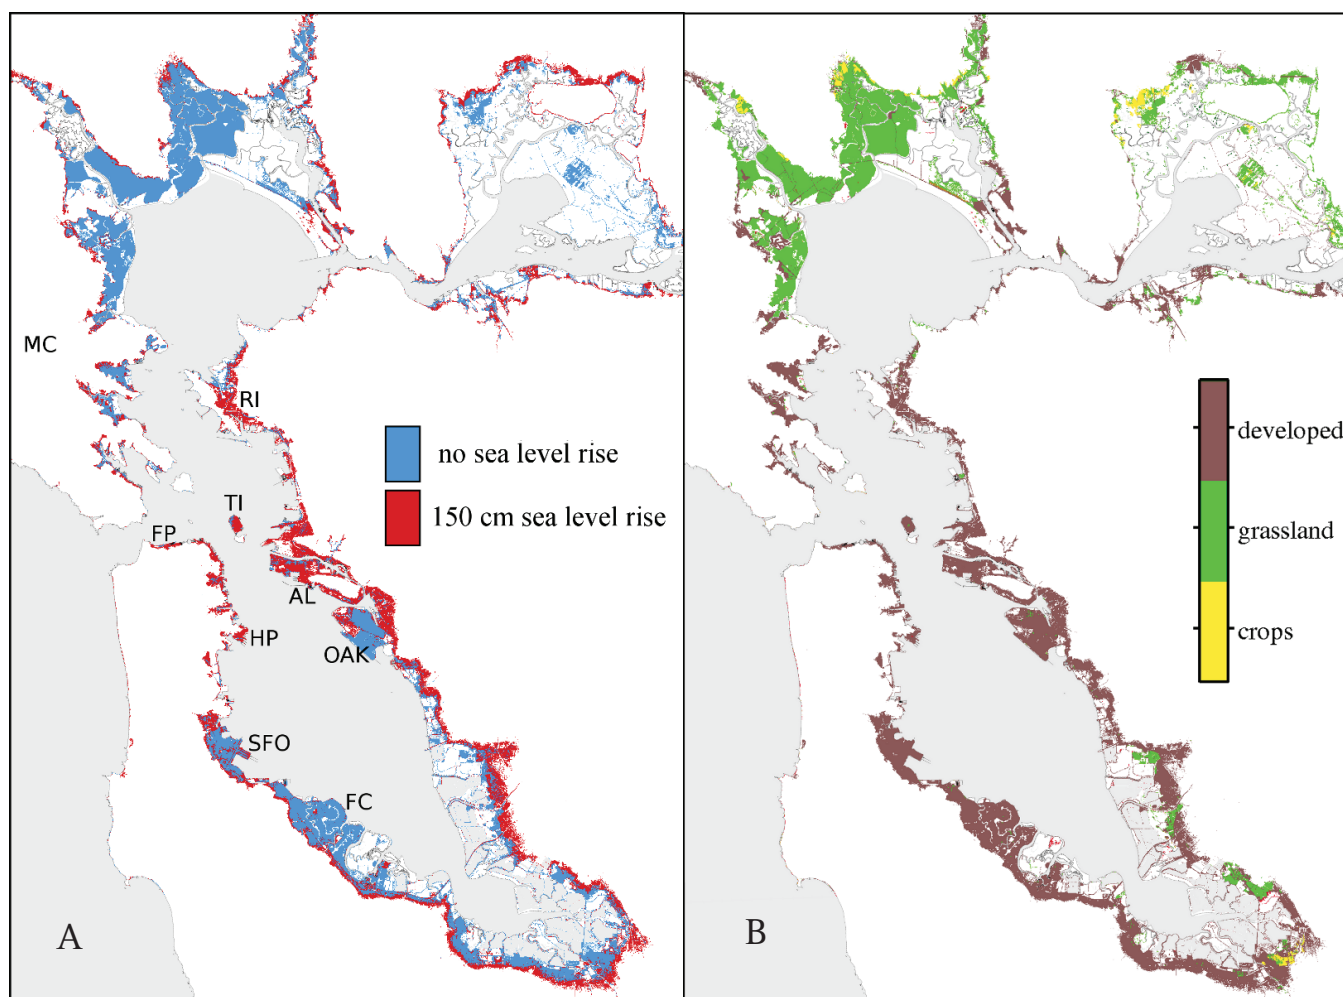 MC
RI
no sea level rise
150 cm sea level rise
TI
FP
AL
HP
OAK
SFO
FC
A
developed
grassland
crops
B